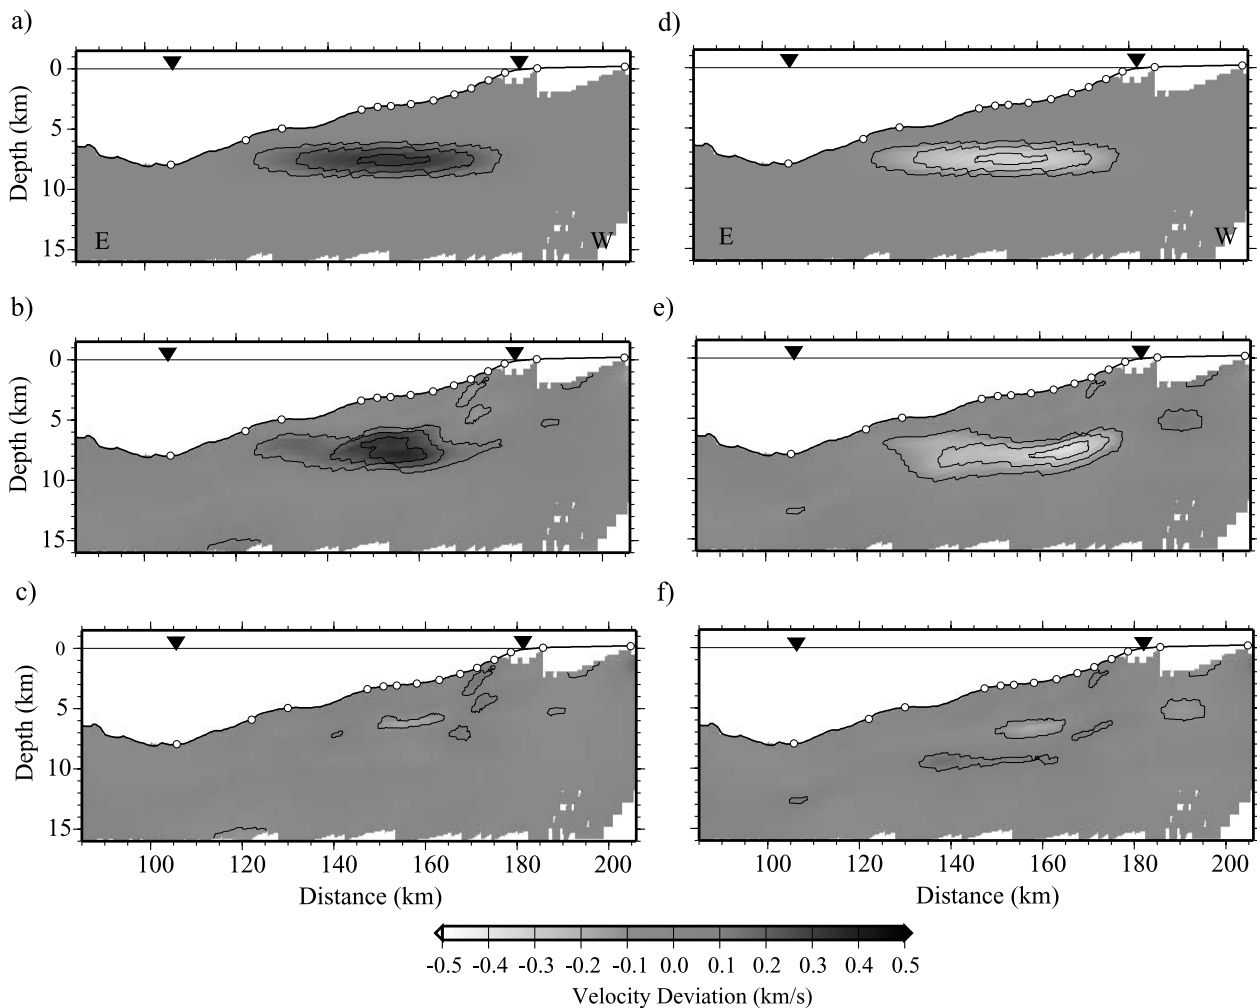 a)
d)
0
5
10
15
Depth (km)
E
W
E
W
b)
e)
0
5
10
15
Depth (km)
c)
f)
0
5
10
15
Depth (km)
100 120 140 160 180 200
100 120 140 160 180 200
Distance (km)
Distance (km)
-0.5 -0.4 -0.3 -0.2 -0.1 0.0 0.1 0.2 0.3 0.4 0.5
Velocity Deviation (km/s)